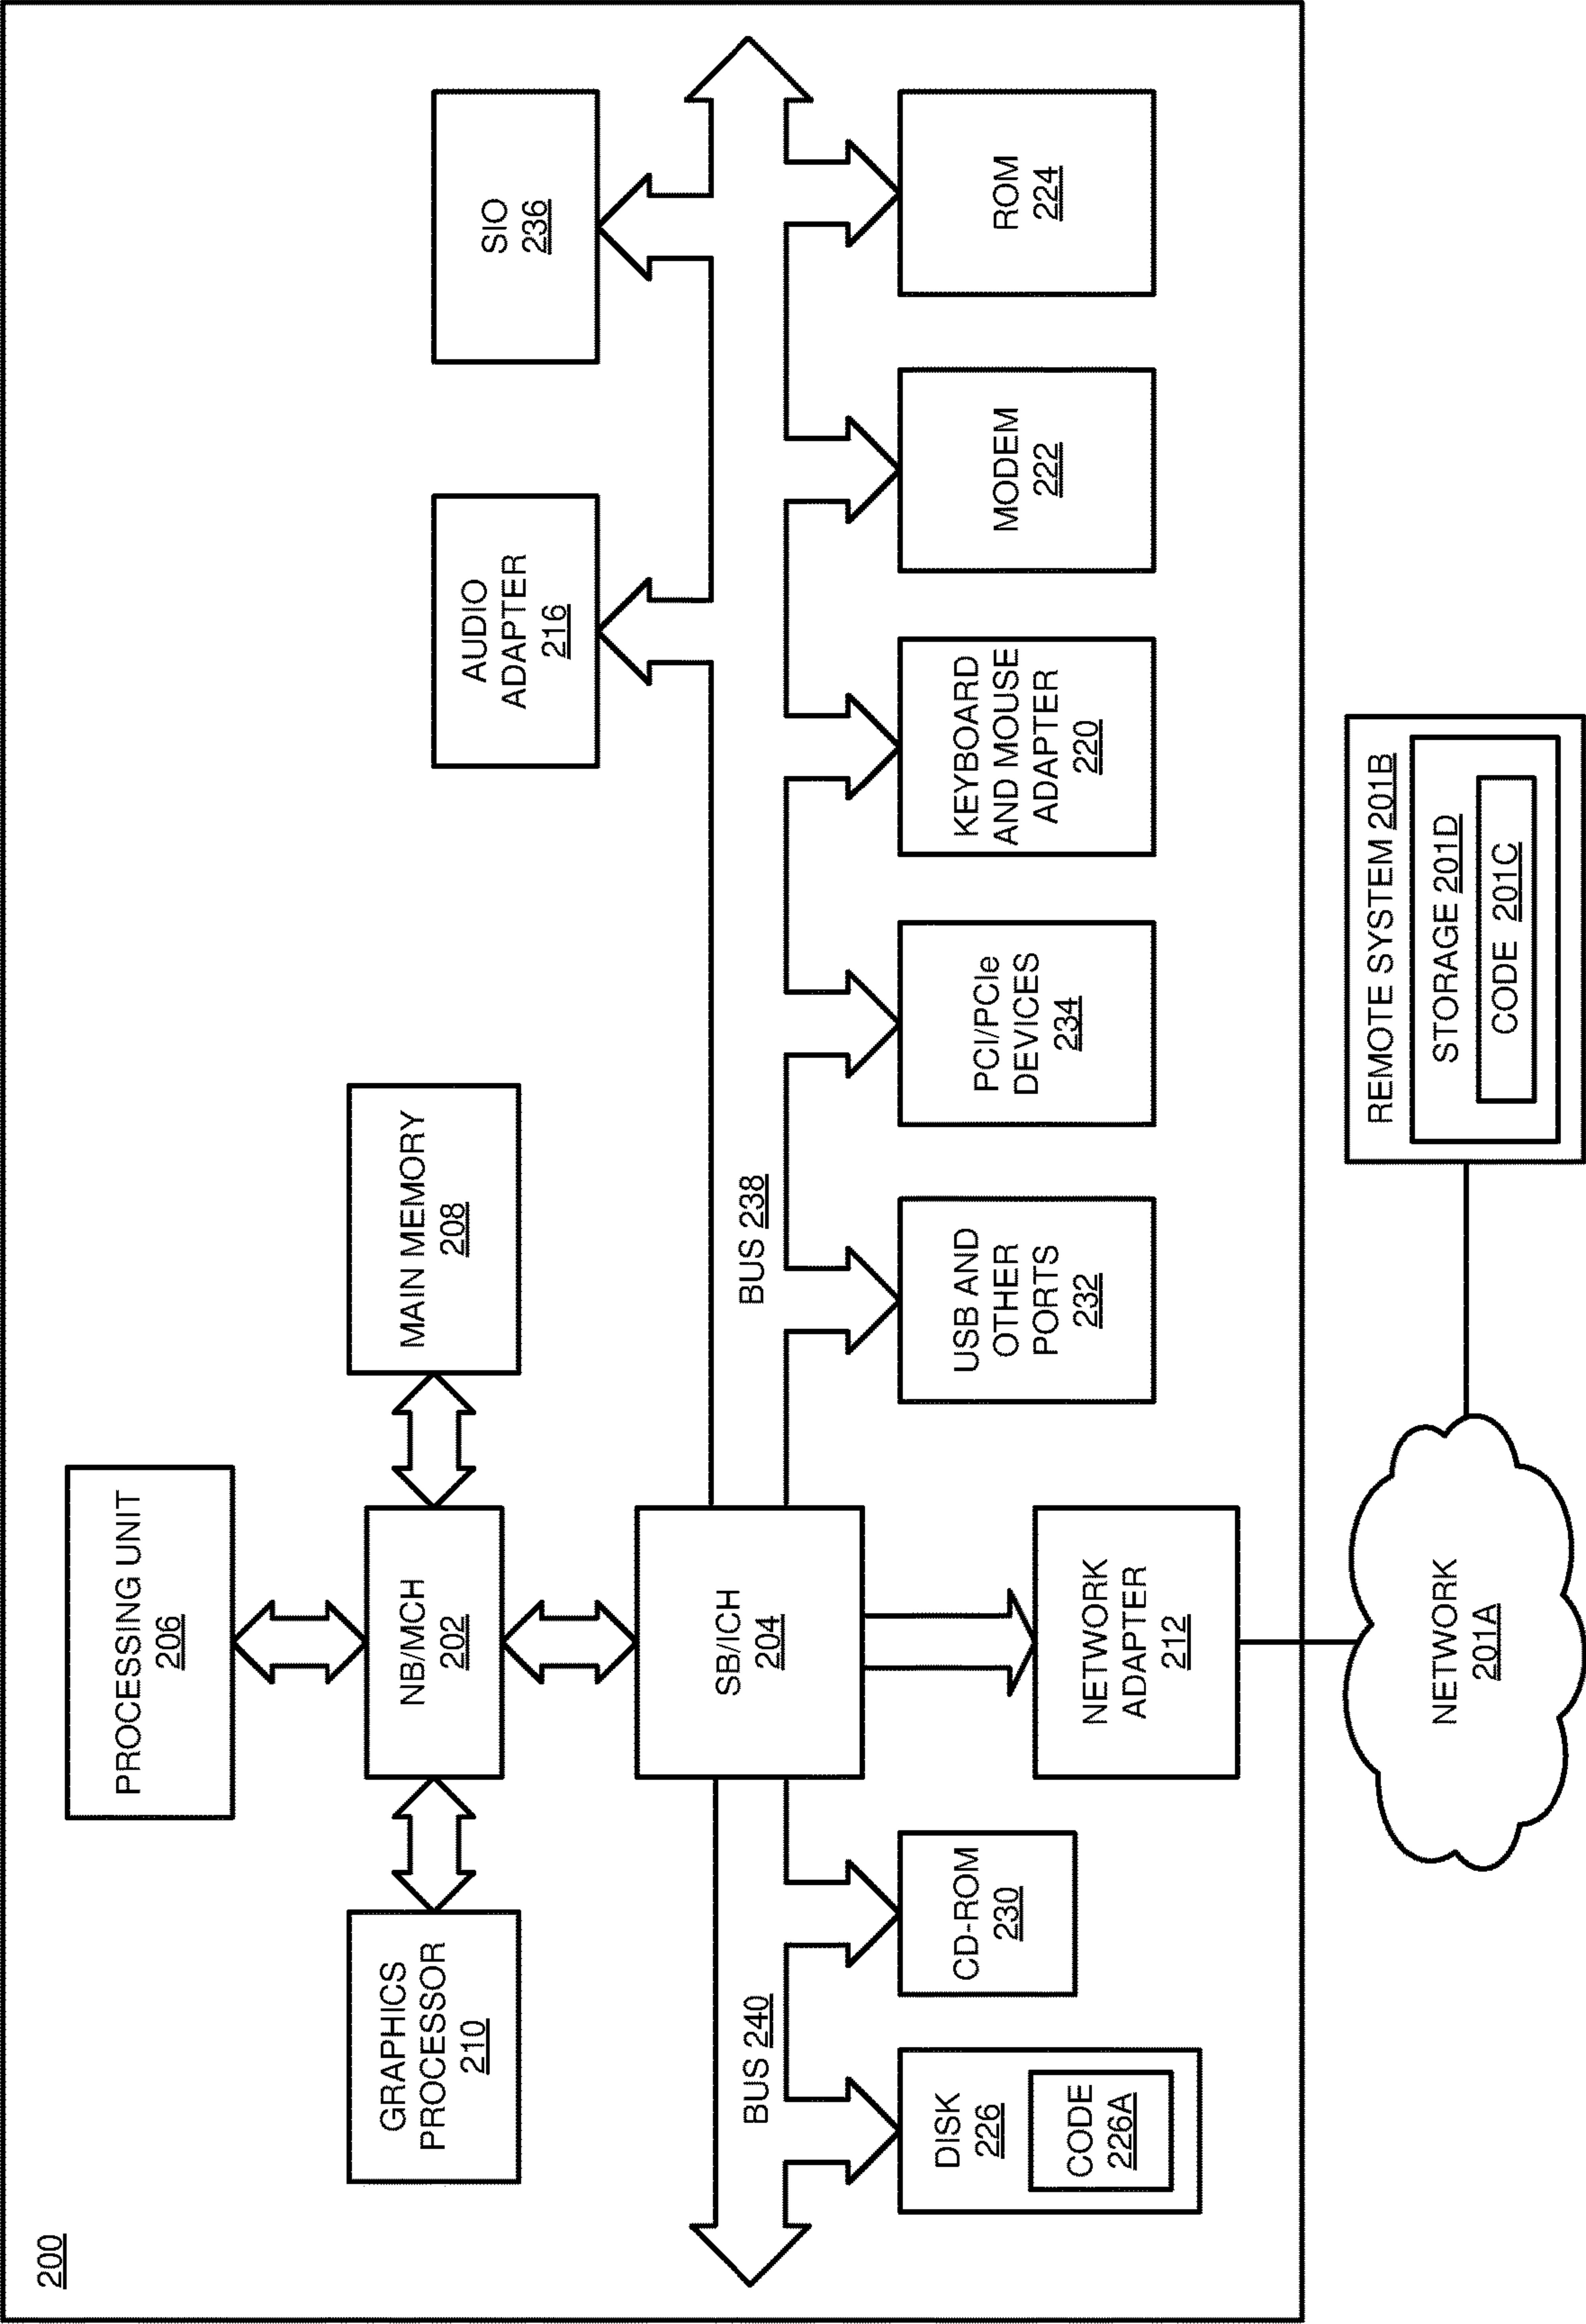 200
PROCESSING UNIT
206
GRAPHICS
PROCESSOR
210
NB/MCH
202
MAIN MEMORY
208
AUDIO
ADAPTER
216
SIO
236
SB/ICH
204
BUS 240
BUS 238
DISK
226
CODE
226A
CD-ROM
230
USB AND
OTHER
PORTS
232
PCI/PCIe
DEVICES
234
KEYBOARD
AND MOUSE
ADAPTER
220
MODEM
222
ROM
224
NETWORK
ADAPTER
212
NETWORK
201A
REMOTE SYSTEM 201B
STORAGE 201D
CODE 201C